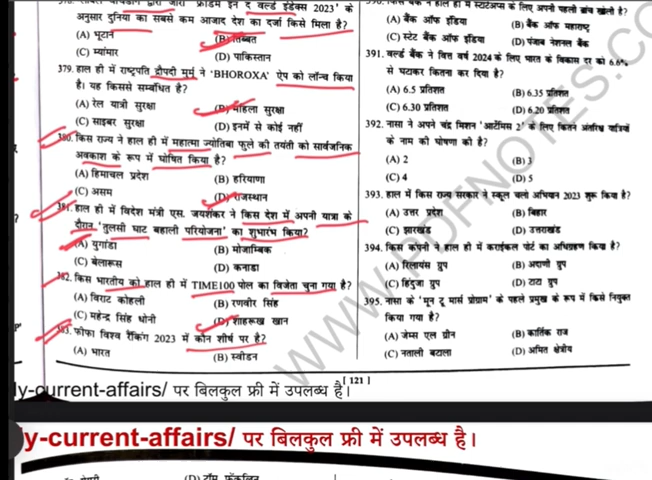 अनुसार दुनिया का सबसे कम आजाद देश का दर्जा किसे मिला है?
(A) भूटान
(B) तिब्बत
(C) म्यांमार
(D) पाकिस्तान
379. हाल ही में राष्ट्रपति द्रौपदी मुर्मू ने 'BHOROXA' ऐप को लॉन्च किया
है। यह किससे सम्बंधित है?
(A) रेल यात्री सुरक्षा
(B) महिला सुरक्षा
(C) साइबर सुरक्षा
(D) इनमें से कोई नहीं
380. किस राज्य ने हाल ही में महात्मा ज्योतिबा फूले की जयंती को सार्वजनिक
अवकाश के रूप में घोषित किया है?
(A) हिमाचल प्रदेश
(B) हरियाणा
(C) असम
(D) राजस्थान
381. हाल ही में विदेश मंत्री एस. जयशंकर ने किस देश में अपनी यात्रा के
दौरान 'तुलसी घाट बहाली परियोजना' का शुभारंभ किया?
(A) युगांडा
(B) मोजाम्बिक
(C) बेलारूस
(D) कनाडा
382. किस भारतीय को हाल ही में TIME100 पोल का विजेता चुना गया है?
(A) विराट कोहली
(B) रणवीर सिंह
(C) महेन्द्र सिंह धोनी
(D) शाहरूख खान
383. फीफा विश्व रैंकिंग 2023 में कौन शीर्ष पर है?
(A) भारत
(B) स्वीडन
(A) बैंक ऑफ इंडिया
(B) बैंक ऑफ महाराष्ट्र
(C) स्टेट बैंक ऑफ इंडिया
(D) पंजाब नेशनल बैंक
391. वर्ल्ड बैंक ने वित्त वर्ष 2024 के लिए भारत के विकास दर को 6.6%
से घटाकर कितना कर दिया है?
(A) 6.5 प्रतिशत
(B) 6.35 प्रतिशत
(C) 6.30 प्रतिशत
(D) 6.20 प्रतिशत
392. नासा ने अपने चंद्र मिशन 'आर्टेमिस 2' के लिए कितने अंतरिक्ष यात्रियों
के नाम की घोषणा की है?
(A) 2
(B) 3
(C) 4
(D) 5
393. हाल में किस राज्य सरकार ने स्कूल चलो अभियान 2023 शुरू किया है?
(A) उत्तर प्रदेश
(B) बिहार
(C) झारखंड
(D) उत्तराखंड
394. किस कंपनी ने हाल ही में कराईकल पोर्ट का अधिग्रहण किया है?
(A) रिलायंस ग्रुप
(B) अदाणी ग्रुप
(C) हिंदुजा ग्रुप
(D) टाटा ग्रुप
395. नासा के 'मून टू मार्स प्रोग्राम' के पहले प्रमुख के रूप में किसे नियुक्त
किया गया है?
(A) जेम्स एल ग्रीन
(B) कार्तिक राज
(C) नताली बटाला
(D) अमित क्षेत्रीय
[ 121 ]
WWW.PDFNOTES.CO
ly-current-affairs/ पर बिलकुल फ्री में उपलब्ध है।
y-current-affairs/ पर बिलकुल फ्री में उपलब्ध है।